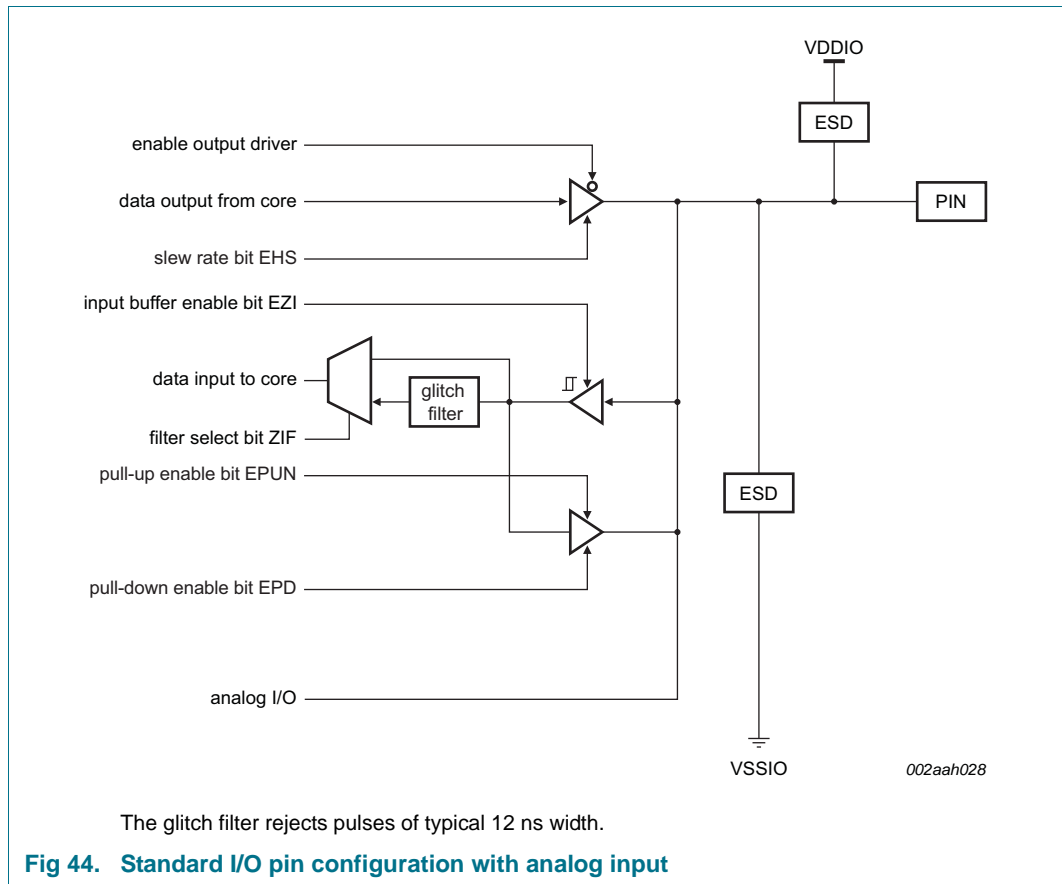 VDDIO
ESD
enable output driver
data output from core
PIN
slew rate bit EHS
input buffer enable bit EZI
data input to core
glitch
filter
filter select bit ZIF
pull-up enable bit EPUN
ESD
pull-down enable bit EPD
analog I/O
VSSIO
002aah028
The glitch filter rejects pulses of typical 12 ns width.
Fig 44. Standard I/O pin configuration with analog input